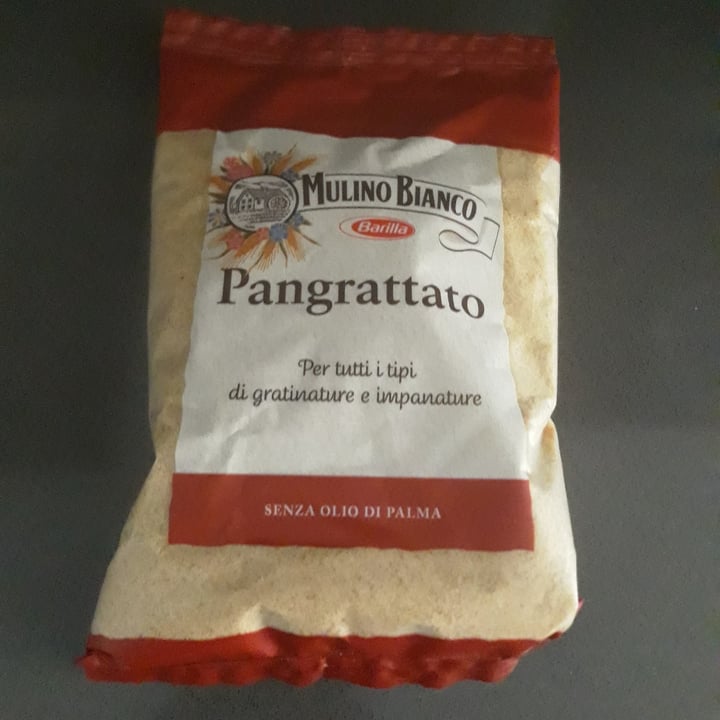 MULINO BIANCO
Barilla
Pangrattato
Per tutti i tipi
di gratinature e impanature
SENZA OLIO DI PALMA